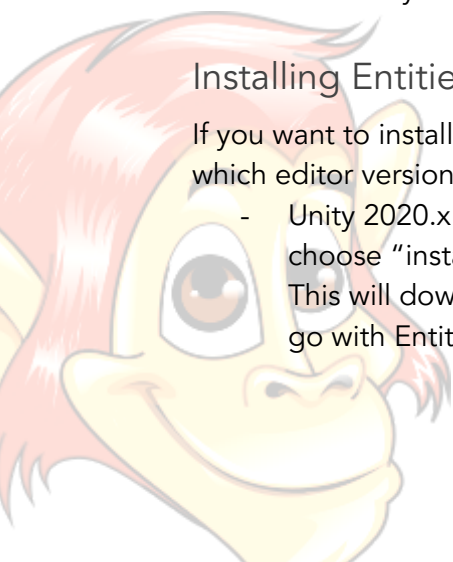 Installing Entitie
If you want to install
which editor version
- Unity 2020.x
choose “insta
This will dow
go with Entit